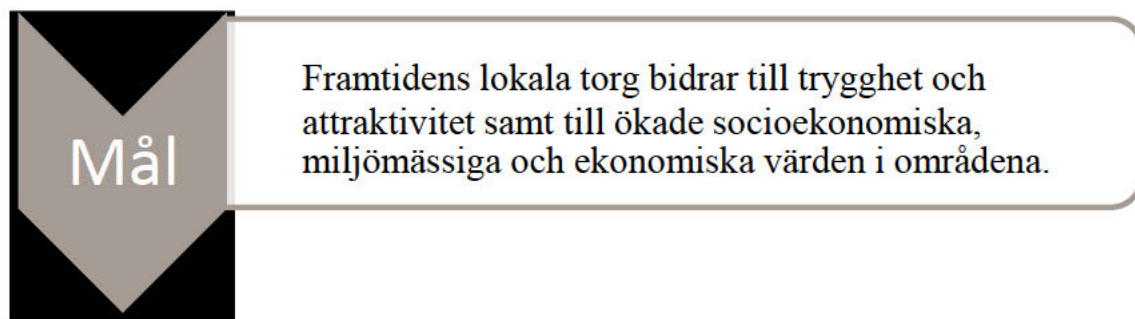 Mål
Framtidens lokala torg bidrar till trygghet och
attraktivitet samt till ökade socioekonomiska,
miljömässiga och ekonomiska värden i områdena.